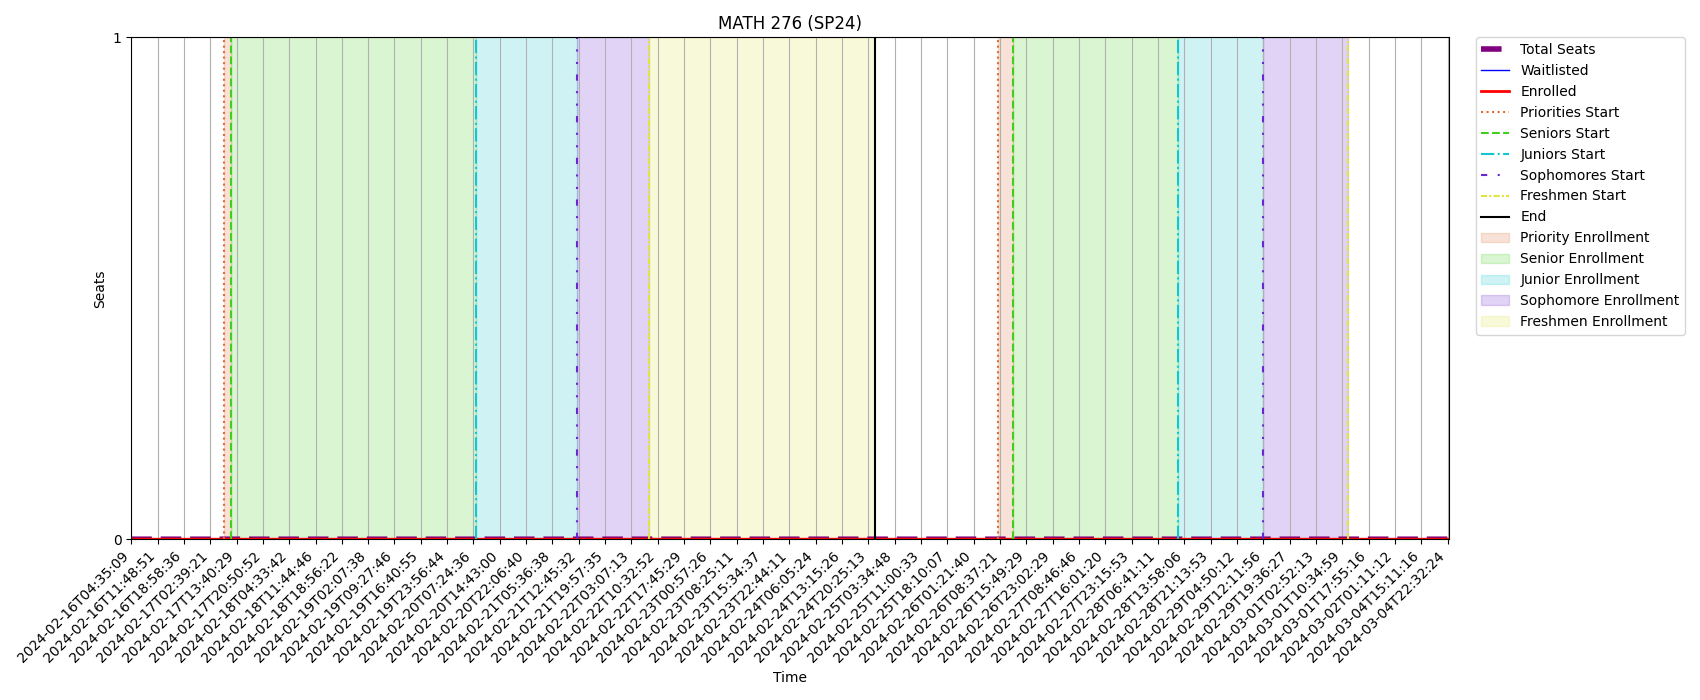 MATH 276 (SP24)
1
0
Seats
2024-02-16T04:35:09
2024-02-16T11:48:51
2024-02-16T18:58:36
2024-02-17T02:39:21
2024-02-17T13:40:29
2024-02-17T20:50:52
2024-02-18T04:33:42
2024-02-18T11:44:46
2024-02-18T18:56:22
2024-02-19T02:07:38
2024-02-19T09:27:46
2024-02-19T16:40:55
2024-02-19T23:56:44
2024-02-20T07:24:36
2024-02-20T14:43:00
2024-02-20T22:06:40
2024-02-21T05:36:38
2024-02-21T12:45:32
2024-02-21T19:57:35
2024-02-22T03:07:13
2024-02-22T10:32:52
2024-02-22T17:45:29
2024-02-23T00:57:26
2024-02-23T08:25:11
2024-02-23T15:34:37
2024-02-23T22:44:11
2024-02-24T06:05:24
2024-02-24T13:15:26
2024-02-24T20:25:13
2024-02-25T03:34:48
2024-02-25T11:00:33
2024-02-25T18:10:07
2024-02-26T01:21:40
2024-02-26T08:37:21
2024-02-26T15:49:29
2024-02-26T23:02:29
2024-02-27T08:46:46
2024-02-27T16:01:20
2024-02-27T23:15:53
2024-02-28T06:41:11
2024-02-28T13:58:06
2024-02-28T21:13:53
2024-02-29T04:50:12
2024-02-29T12:11:56
2024-02-29T19:36:27
2024-03-01T02:52:13
2024-03-01T10:34:59
2024-03-01T17:55:16
2024-03-02T01:11:12
2024-03-04T15:11:16
2024-03-04T22:32:24
Time
Total Seats
Waitlisted
Enrolled
Priorities Start
Seniors Start
Juniors Start
Sophomores Start
Freshmen Start
End
Priority Enrollment
Senior Enrollment
Junior Enrollment
Sophomore Enrollment
Freshmen Enrollment